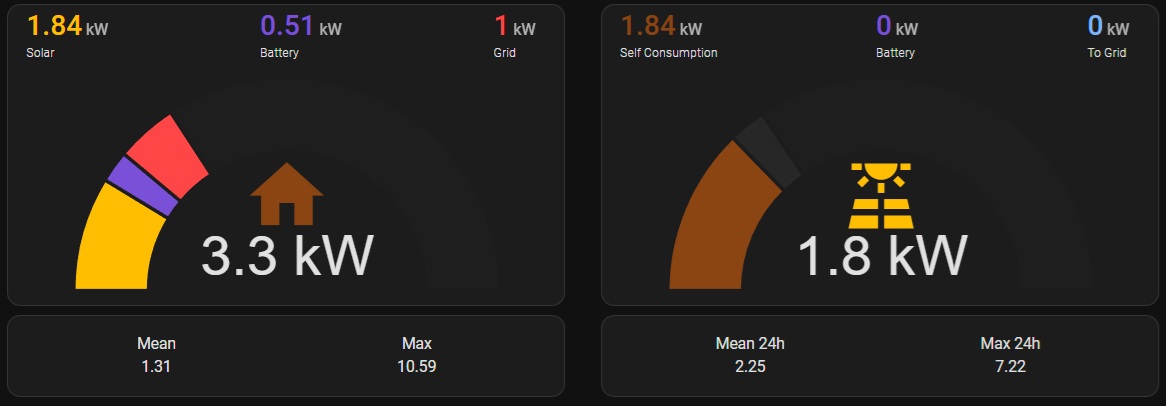 1.84 kW 0.51 kW 1 kW
Solar Battery Grid
3.3 kW
Mean Max
1.31 10.59
1.84 kW 0 kW 0 kW
Self Consumption Battery To Grid
1.8 kW
Mean 24h Max 24h
2.25 7.22